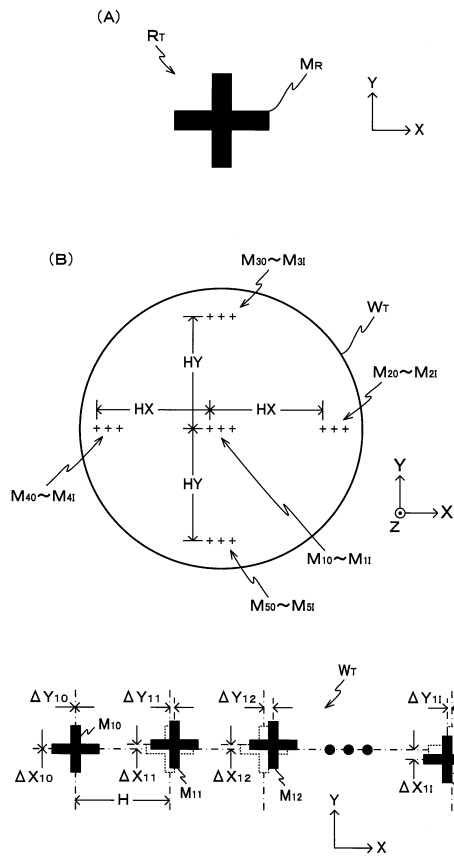 (A)
RT
MR
Y
X
(B)
M30～M3I
WT
HY
M20～M2I
HX
HX
HY
Y
X
Z
M40～M4I
M10～M1I
M50～M5I
WT
ΔY10
ΔY11
ΔY12
ΔY1I
M10
ΔX10
ΔX11
ΔX12
ΔX1I
M11
M12
H
Y
X